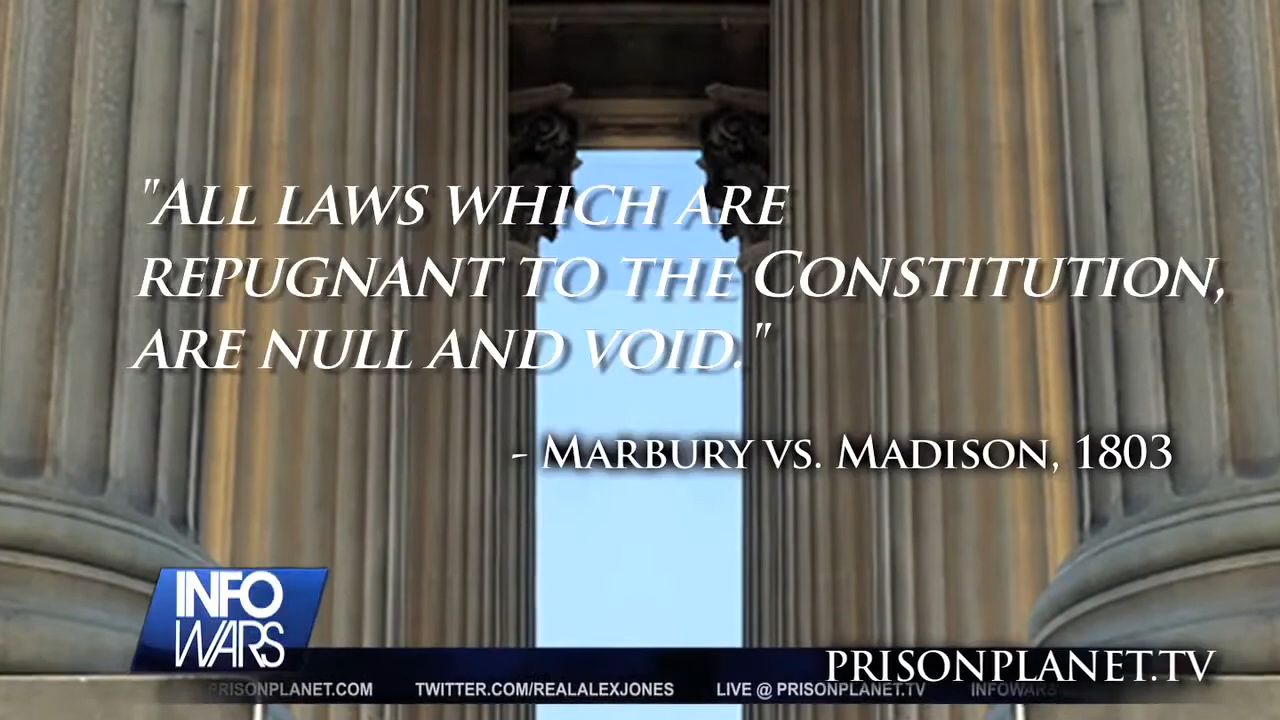 "All laws which are
repugnant to the Constitution,
are null and void."
- Marbury vs. Madison, 1803
INFO
WARS
PRISONPLANET.TV
PRISONPLANET.COM TWITTER.COM/REALALEXJONES LIVE @ PRISONPLANET.TV INFOWARS